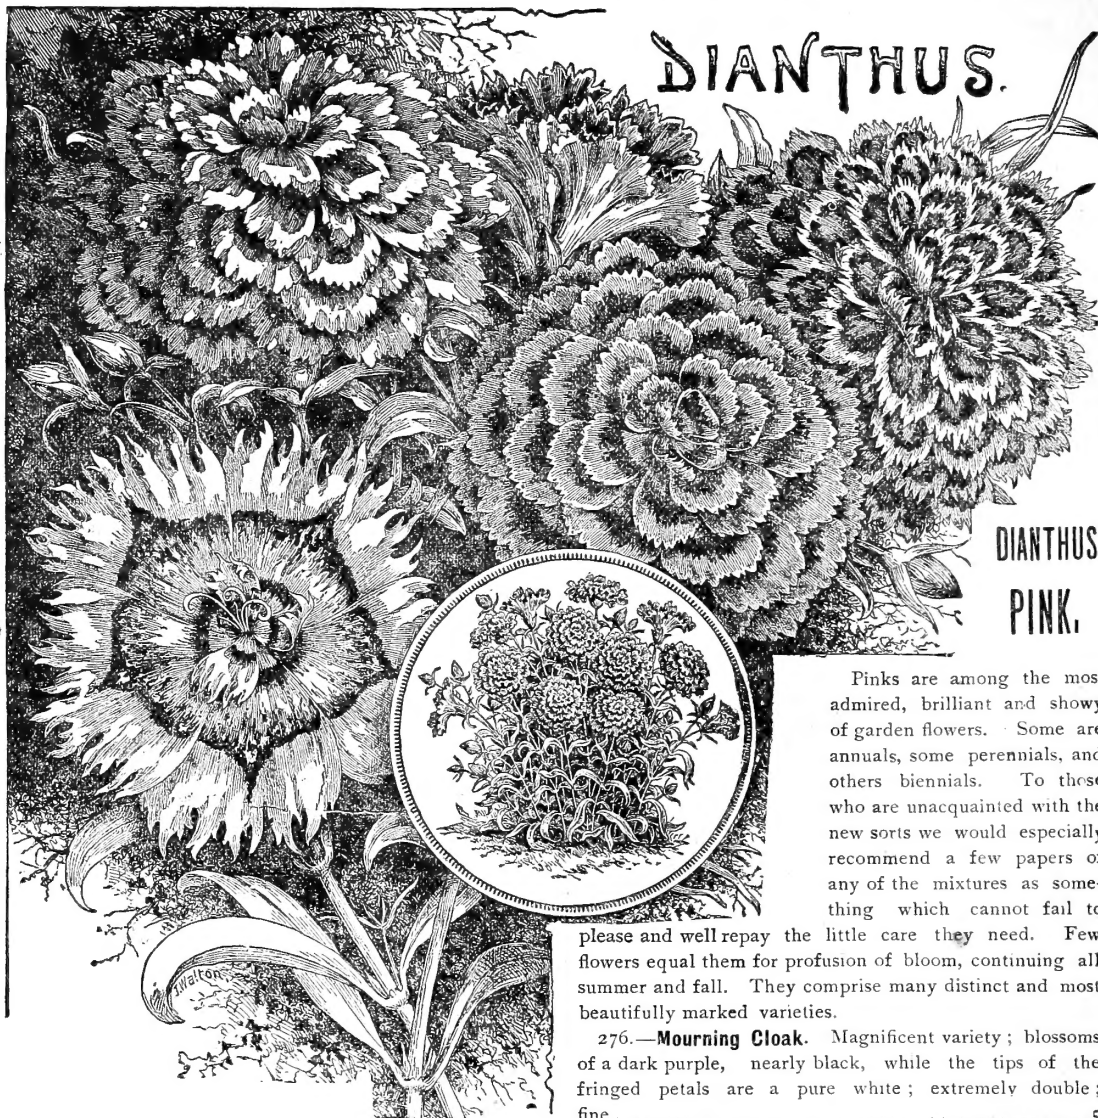 DIANTHUS.
DIANTHUS
PINK.
Pinks are among the mos
admired, brilliant and showy
of garden flowers. Some are
annuals, some perennials, and
others biennials. To those
who are unacquainted with the
new sorts we would especially
recommend a few papers of
any of the mixtures as some-
thing which cannot fail to
please and well repay the little care they need. Few
flowers equal them for profusion of bloom, continuing all
summer and fall. They comprise many distinct and most
beautifully marked varieties.
276.—Mourning Cloak. Magnificent variety ; blossoms
of a dark purple, nearly black, while the tips of the
fringed petals are a pure white ; extremely double ;
fine
J. Walton